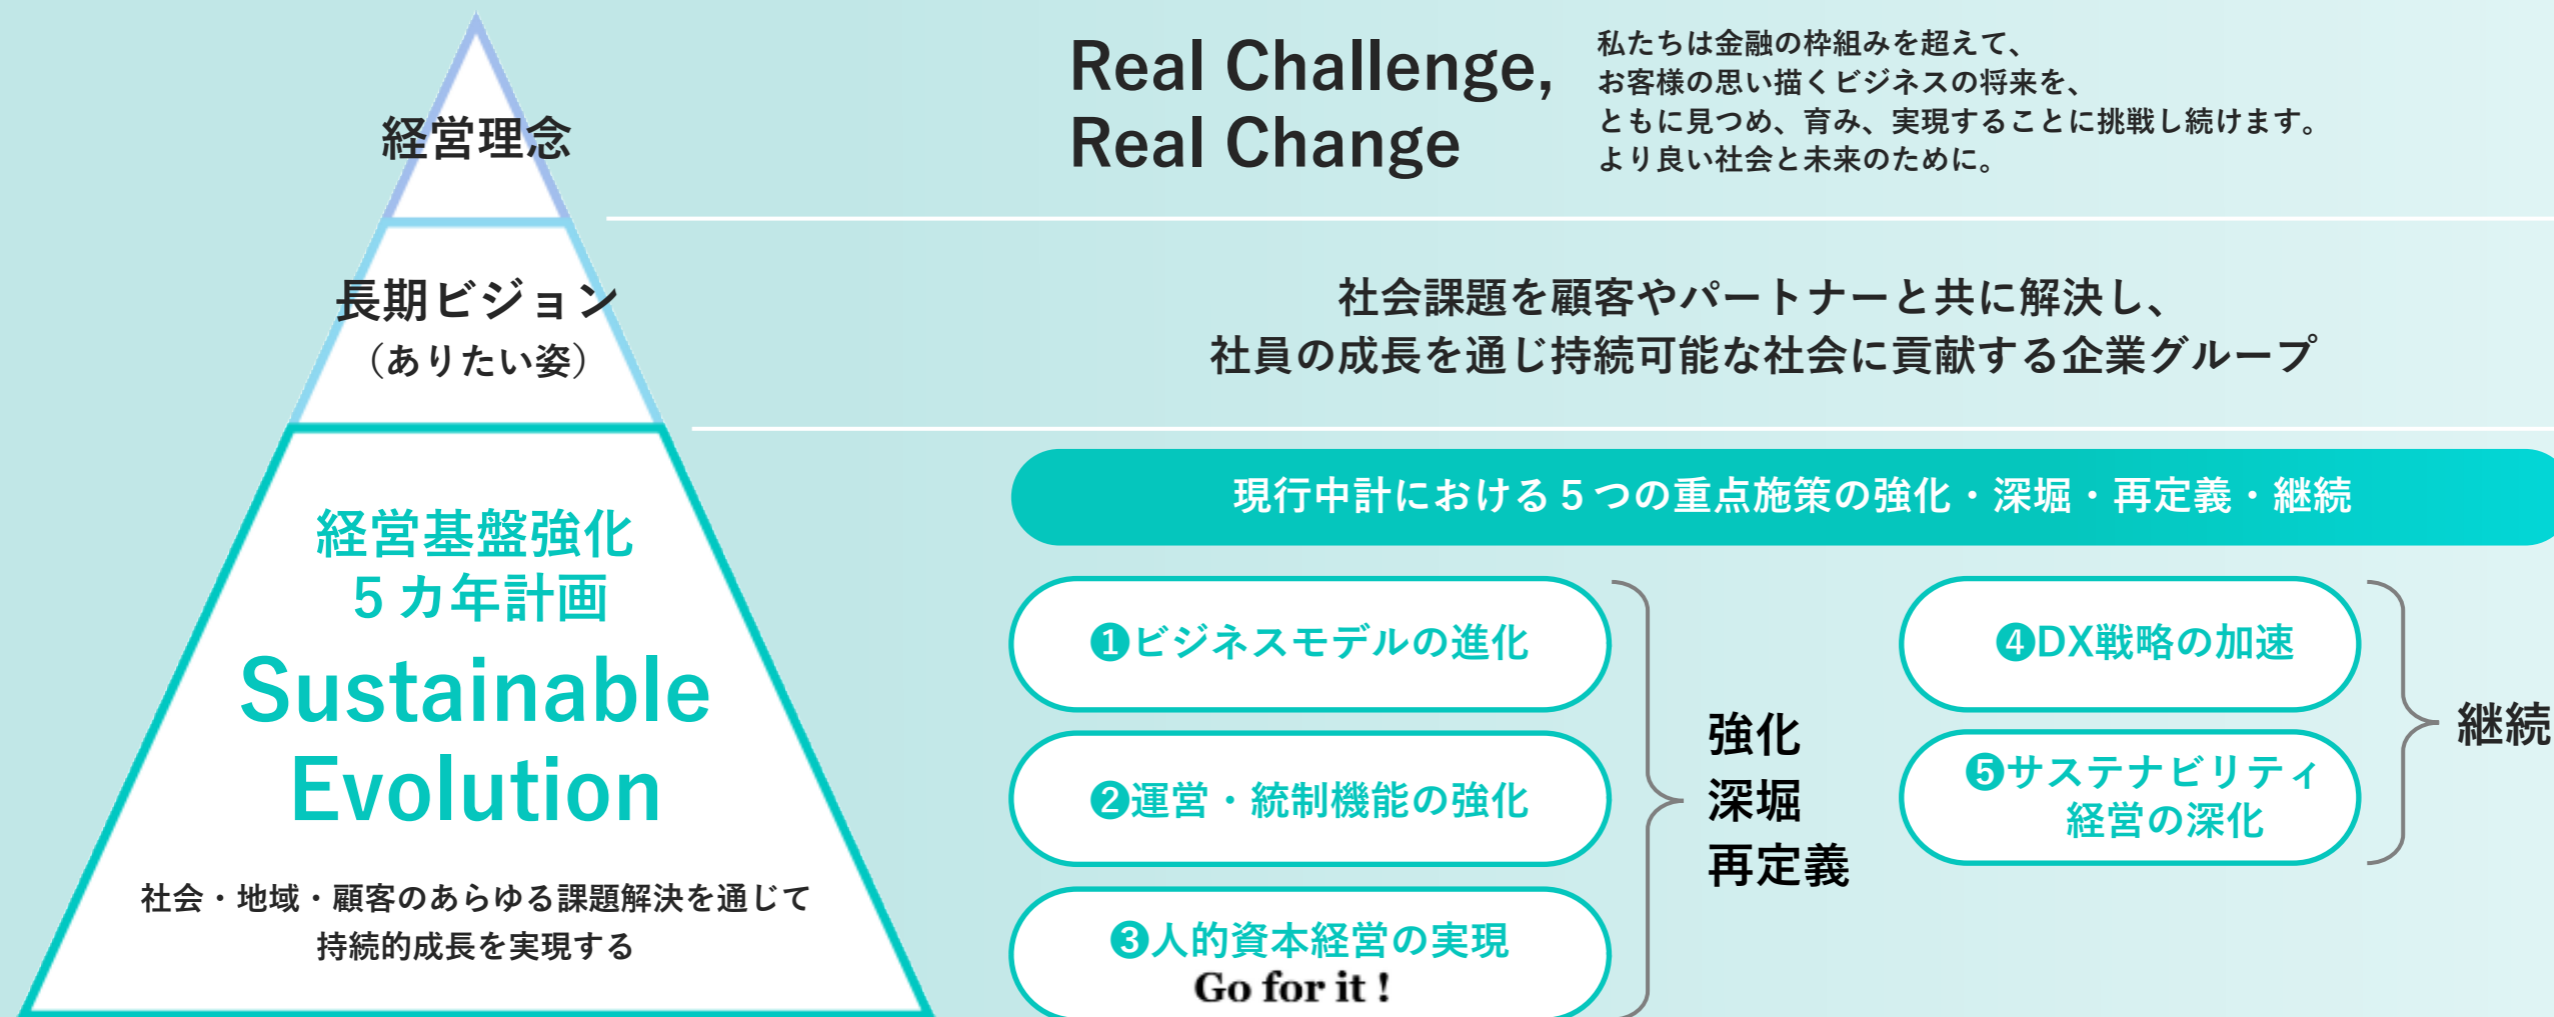 経営理念
Real Challenge,
Real Change
私たちは金融の枠組みを超えて、
お客様の思い描くビジネスの将来を、
ともに見つめ、育み、実現することに挑戦し続けます。
より良い社会と未来のために。
長期ビジョン
（ありたい姿）
社会課題を顧客やパートナーと共に解決し、
社員の成長を通じ持続可能な社会に貢献する企業グループ
経営基盤強化
5カ年計画
Sustainable
Evolution
社会・地域・顧客のあらゆる課題解決を通じて
持続的成長を実現する
現行中計における5つの重点施策の強化・深堀・再定義・継続
❶ビジネスモデルの進化
❷運営・統制機能の強化
❸人的資本経営の実現
Go for it !
強化
深堀
再定義
❹DX戦略の加速
❺サステナビリティ
経営の深化
継続